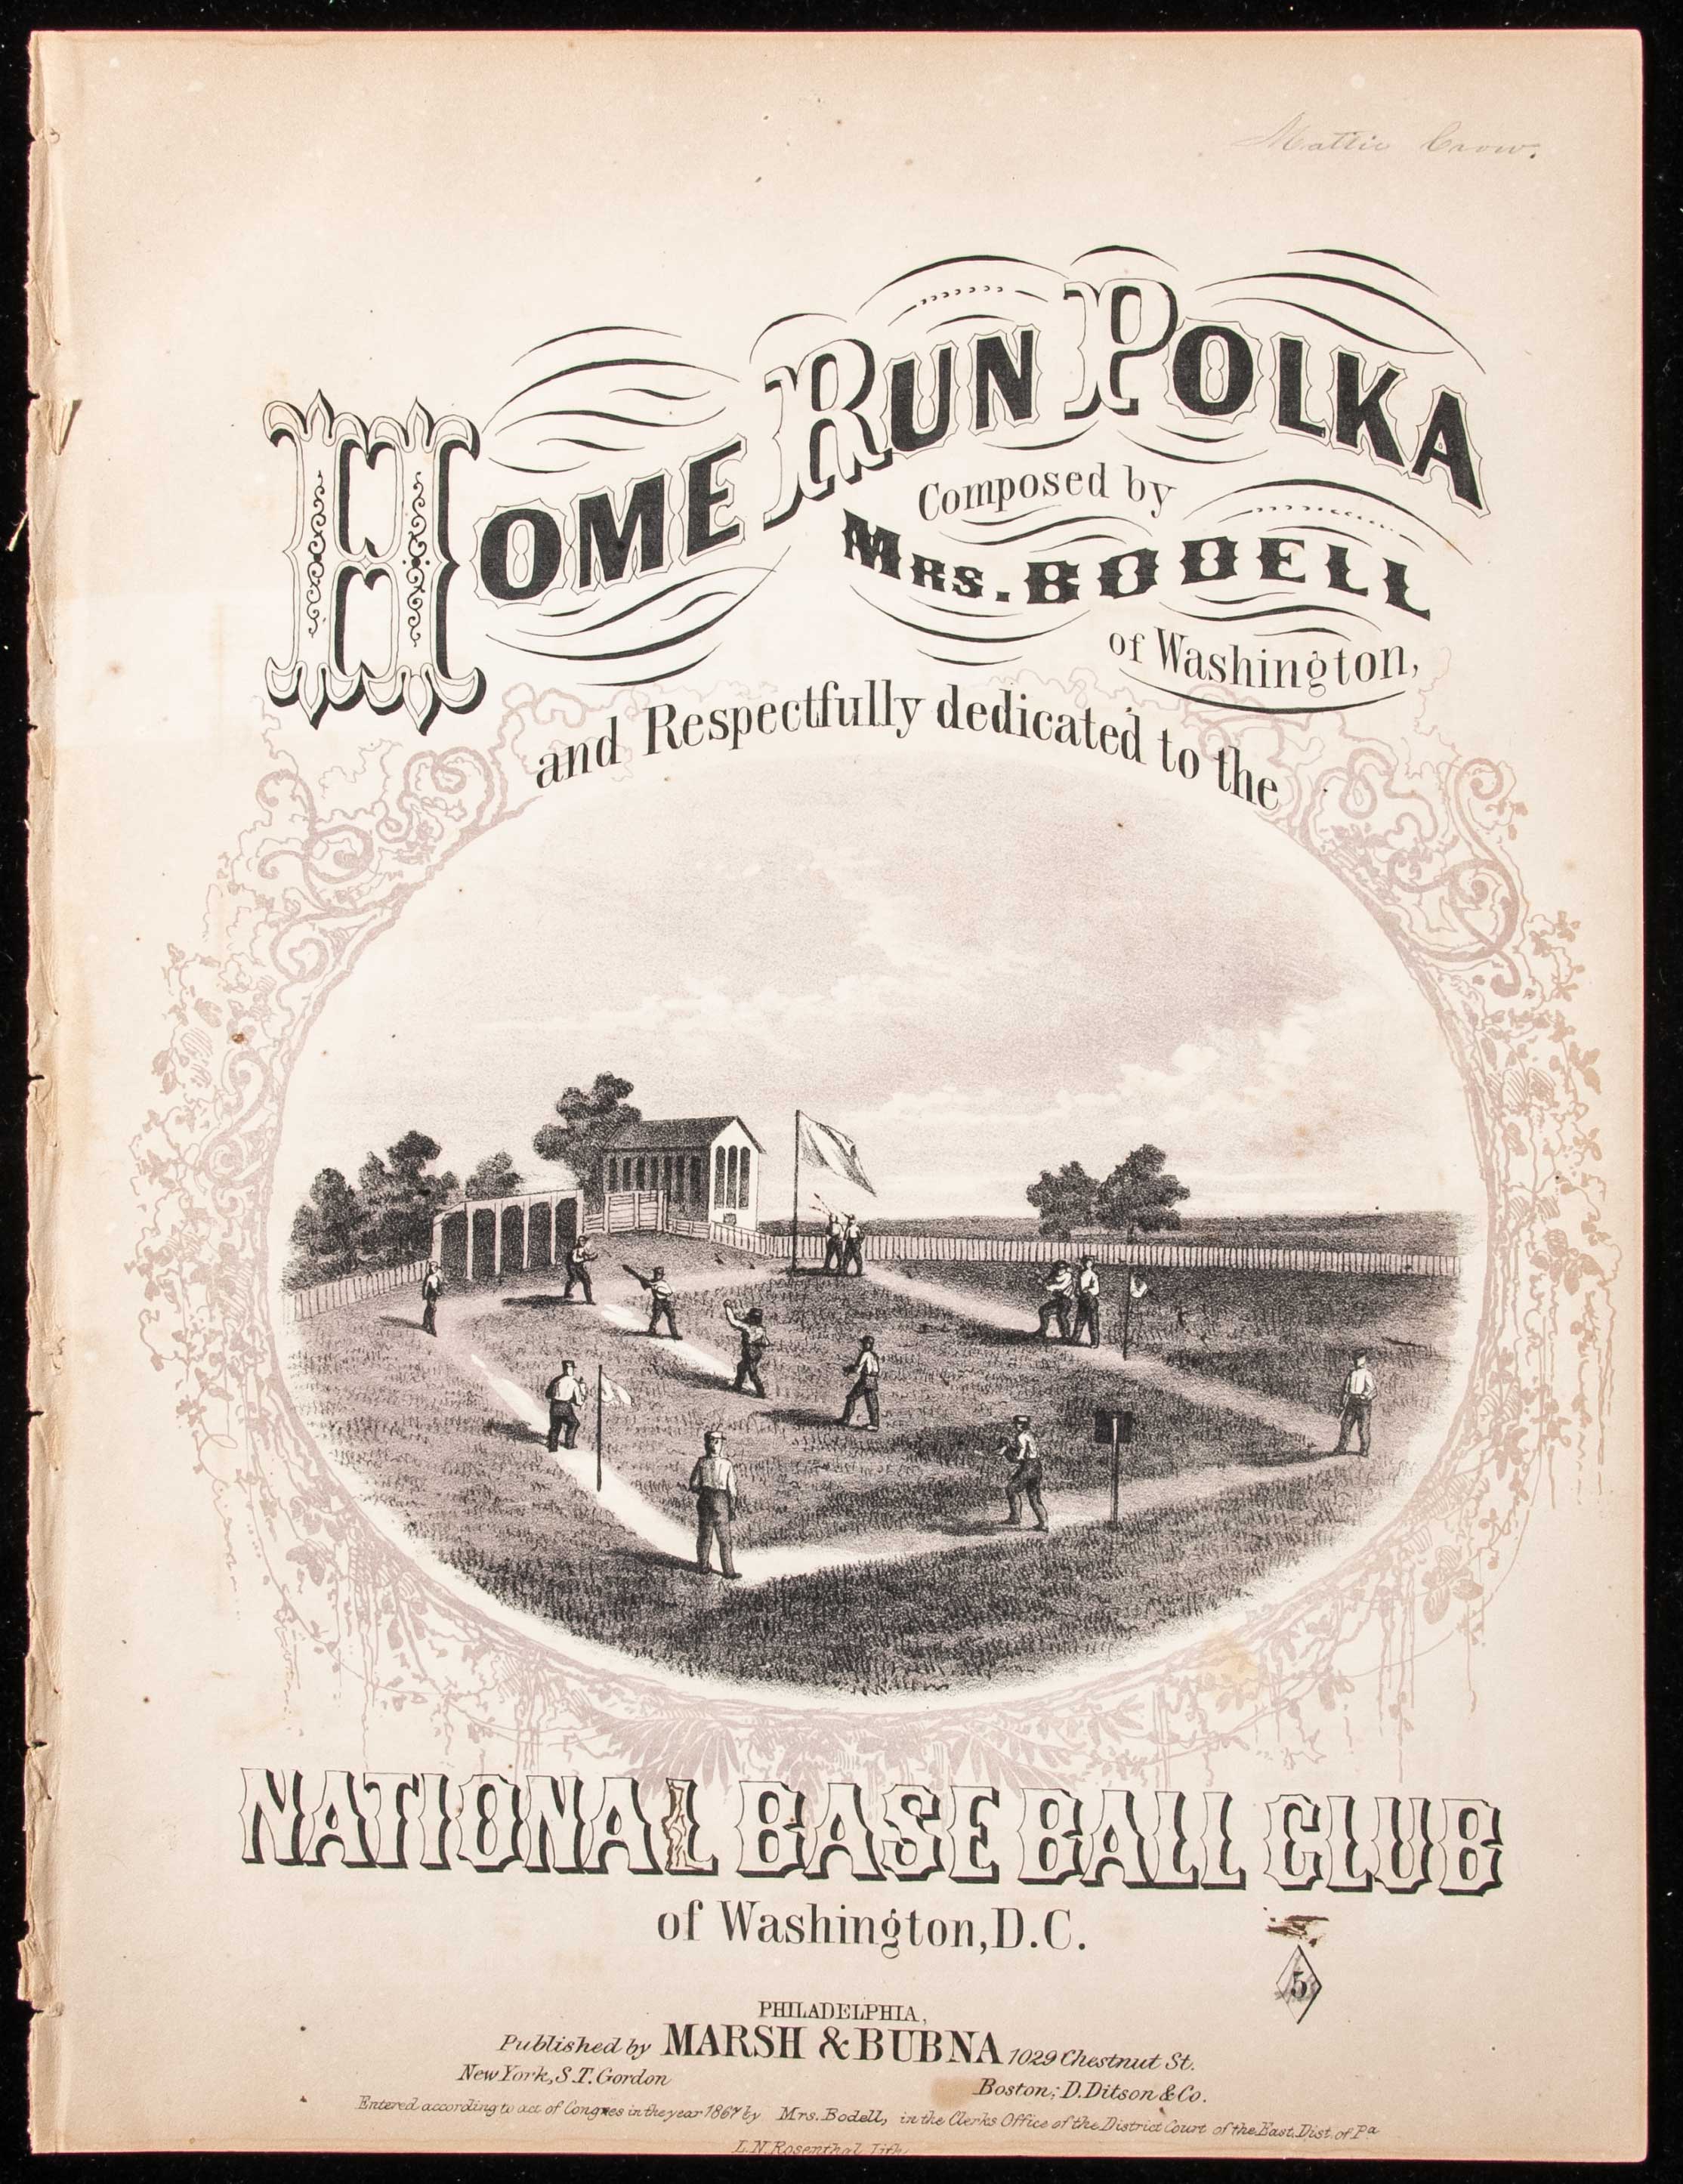 Mattie Crow.
HOME RUN POLKA
Composed by
MRS. BODELL
of Washington,
and Respectfully dedicated to the
NATIONAL BASE BALL CLUB
of Washington, D.C.
5
PHILADELPHIA,
Published by MARSH & BUBNA 1029 Chestnut St.
New York, S.T. Gordon Boston; D. Ditson & Co.
Entered according to act of Congres in the year 1867 by Mrs. Bodell, in the Clerks Office of the District Court of the East. Dist. of Pa
L.N. Rosenthal Lith.